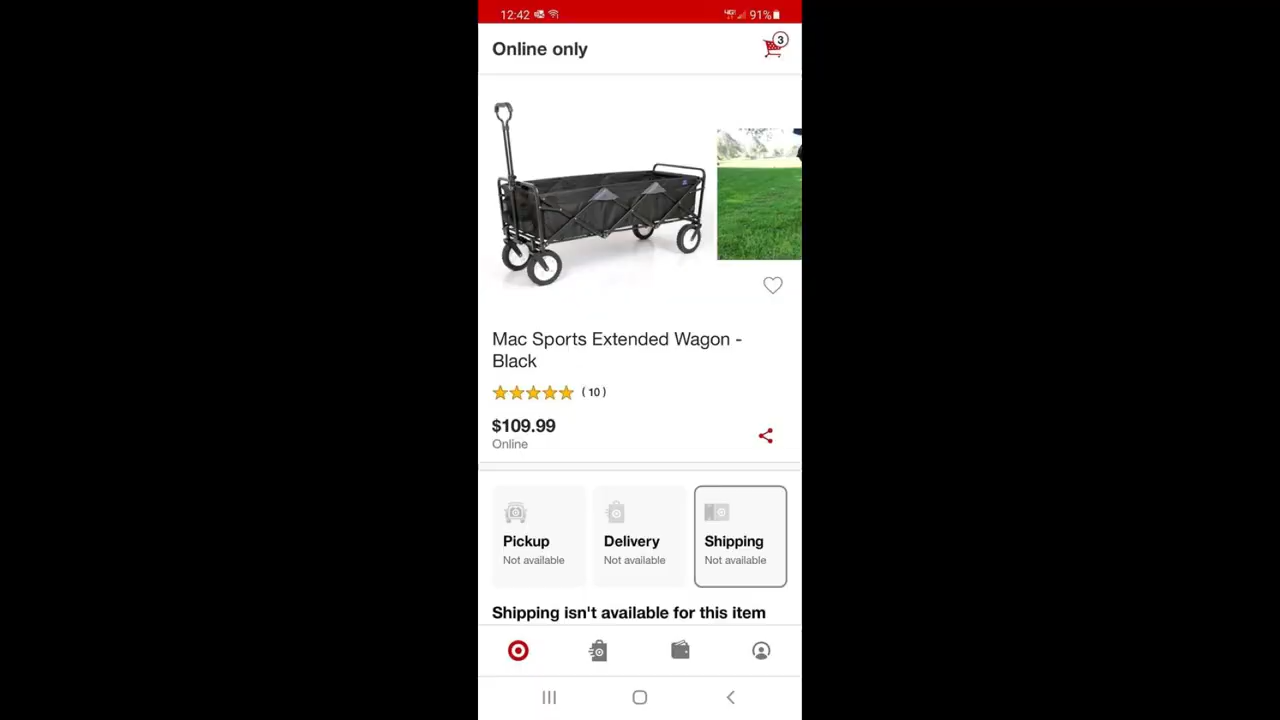 12:42
91%
Online only
3
Mac Sports Extended Wagon -
Black
( 10 )
$109.99
Online
Pickup
Delivery
Shipping
Not available
Not available
Not available
Shipping isn't available for this item